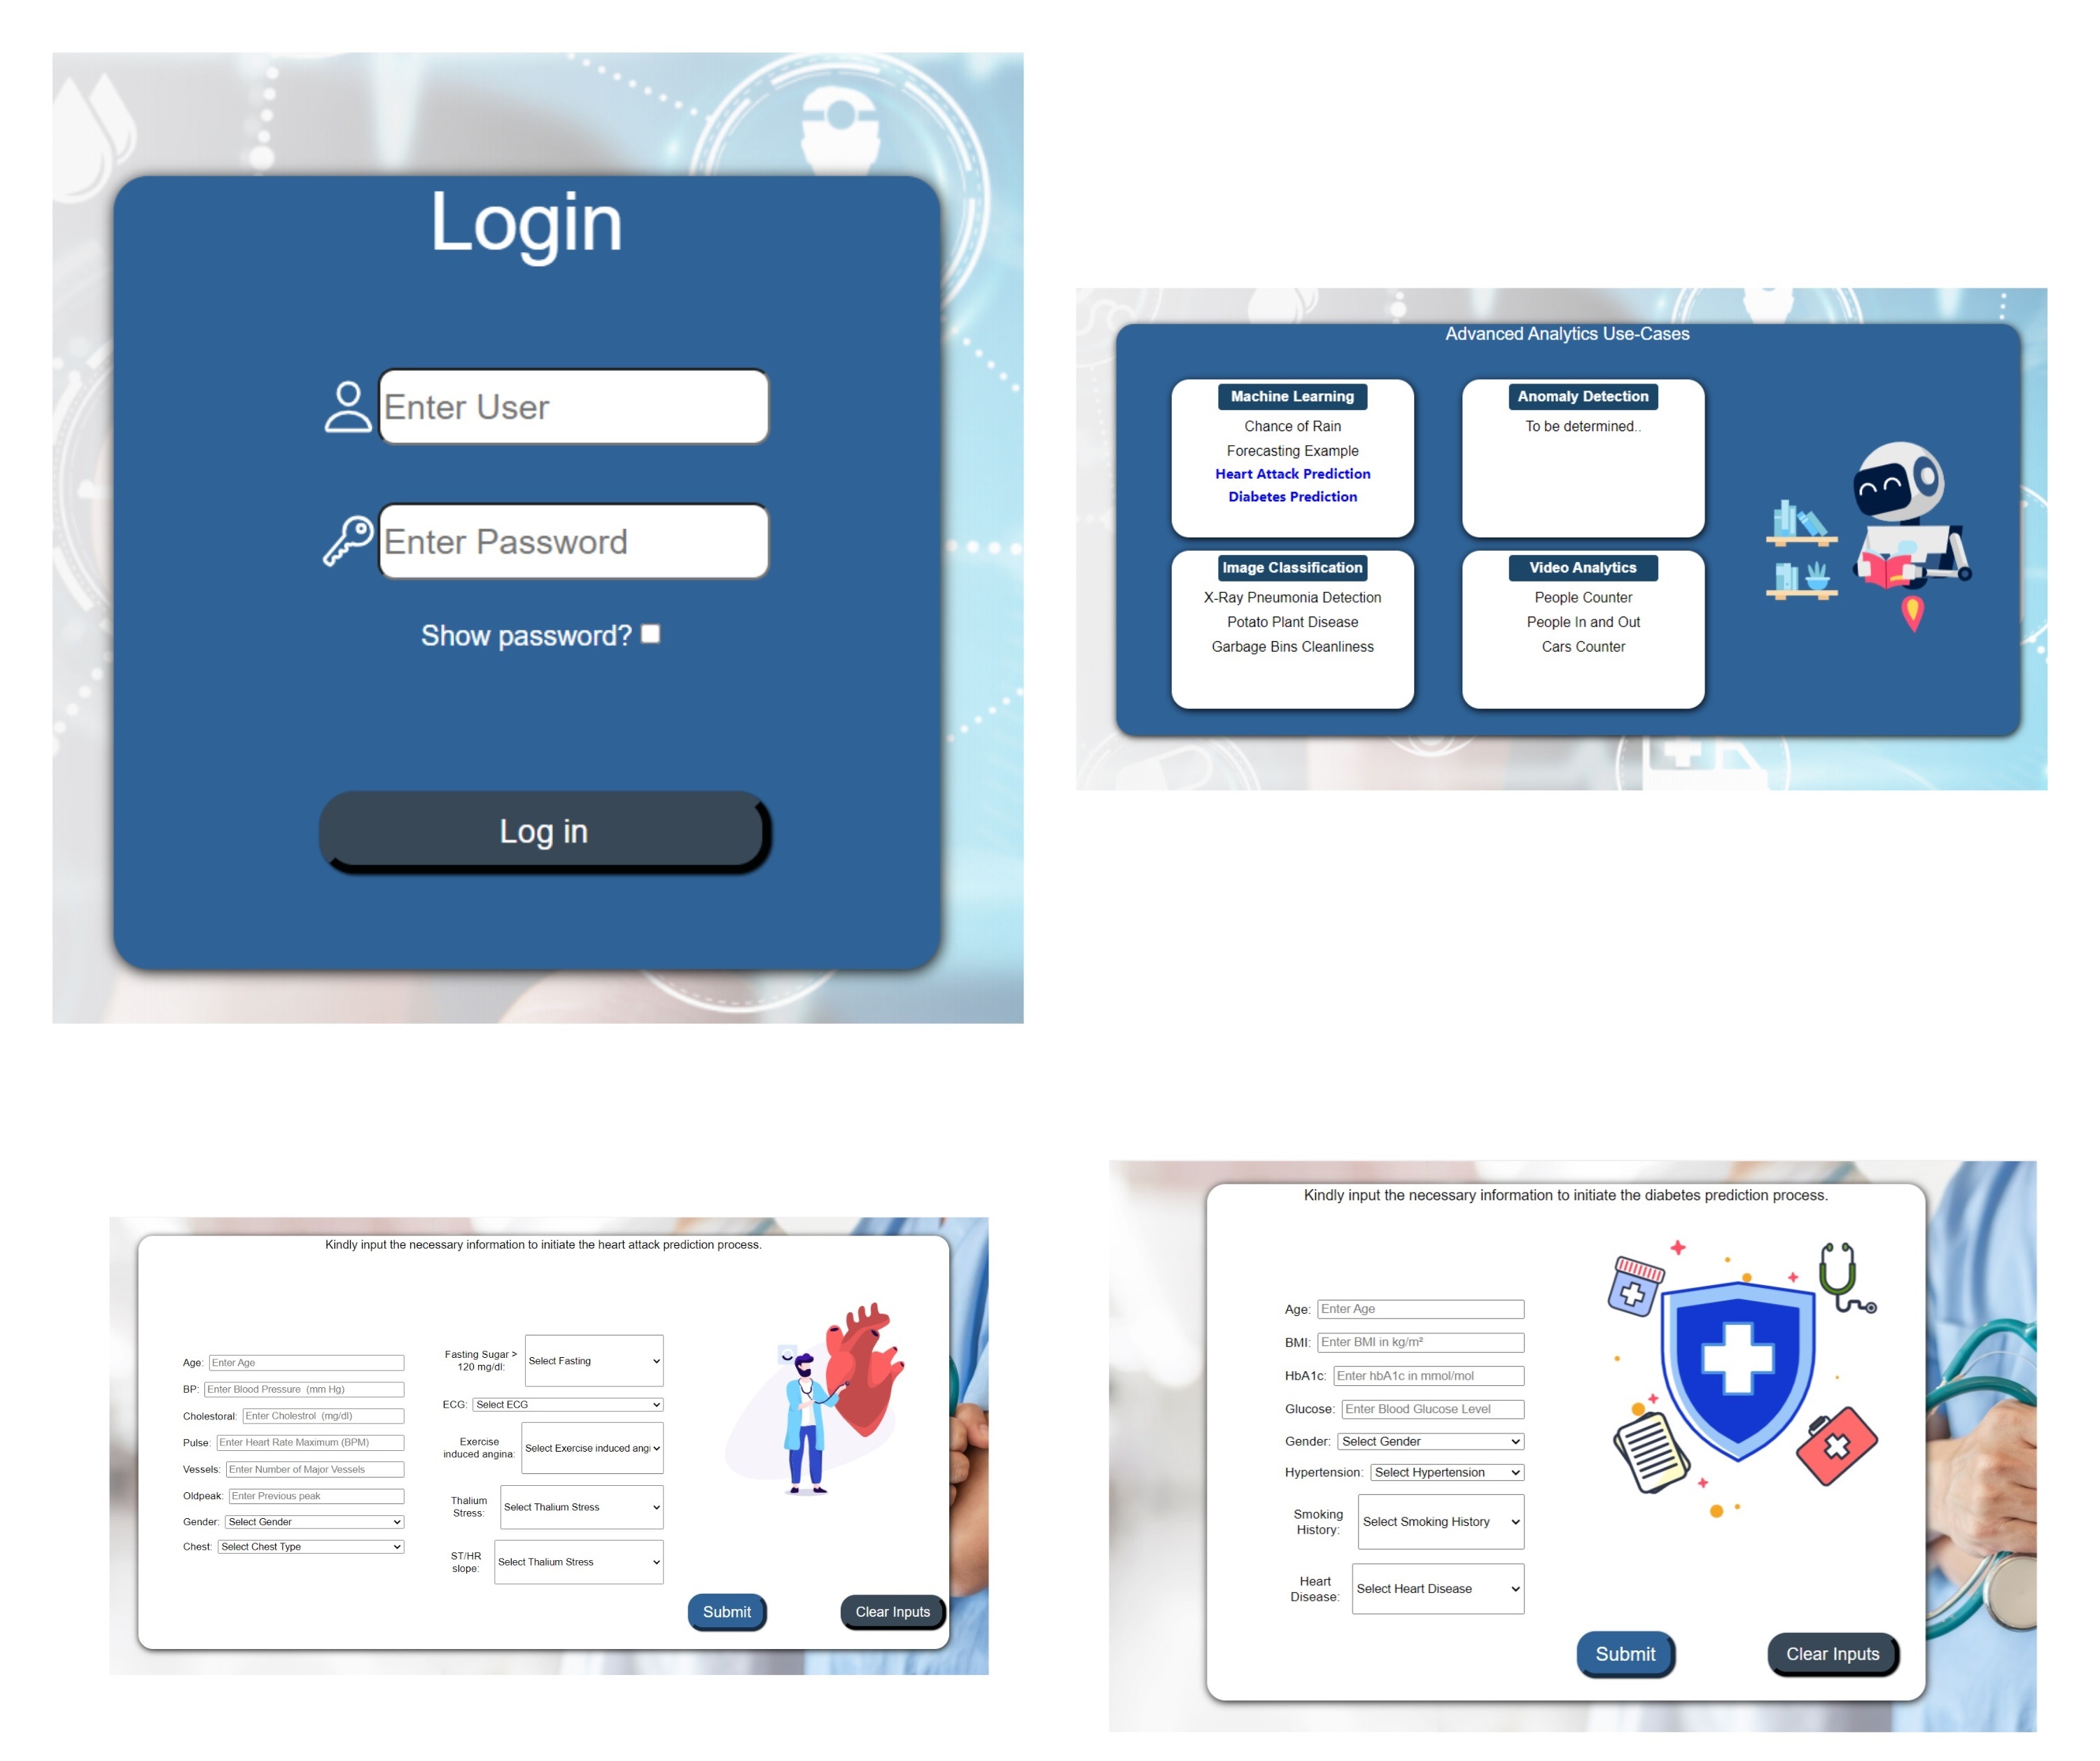 Login
Enter User
Enter Password
Show password?
Log in
Advanced Analytics Use-Cases
Machine Learning
Chance of Rain
Forecasting Example
Heart Attack Prediction
Diabetes Prediction
Anomaly Detection
To be determined..
Image Classification
X-Ray Pneumonia Detection
Potato Plant Disease
Garbage Bins Cleanliness
Video Analytics
People Counter
People In and Out
Cars Counter
Kindly input the necessary information to initiate the heart attack prediction process.
Age: Enter Age
BP: Enter Blood Pressure (mm Hg)
Cholestoral: Enter Cholestrol (mg/dl)
Pulse: Enter Heart Rate Maximum (BPM)
Vessels: Enter Number of Major Vessels
Oldpeak: Enter Previous peak
Gender: Select Gender
Chest: Select Chest Type
Fasting Sugar >
120 mg/dl:
Select Fasting
ECG: Select ECG
Exercise
induced angina:
Select Exercise induced angi
Thalium
Stress:
Select Thalium Stress
ST/HR
slope:
Select Thalium Stress
Submit
Clear Inputs
Kindly input the necessary information to initiate the diabetes prediction process.
Age: Enter Age
BMI: Enter BMI in kg/m²
HbA1c: Enter hbA1c in mmol/mol
Glucose: Enter Blood Glucose Level
Gender: Select Gender
Hypertension: Select Hypertension
Smoking
History:
Select Smoking History
Heart
Disease:
Select Heart Disease
Submit
Clear Inputs